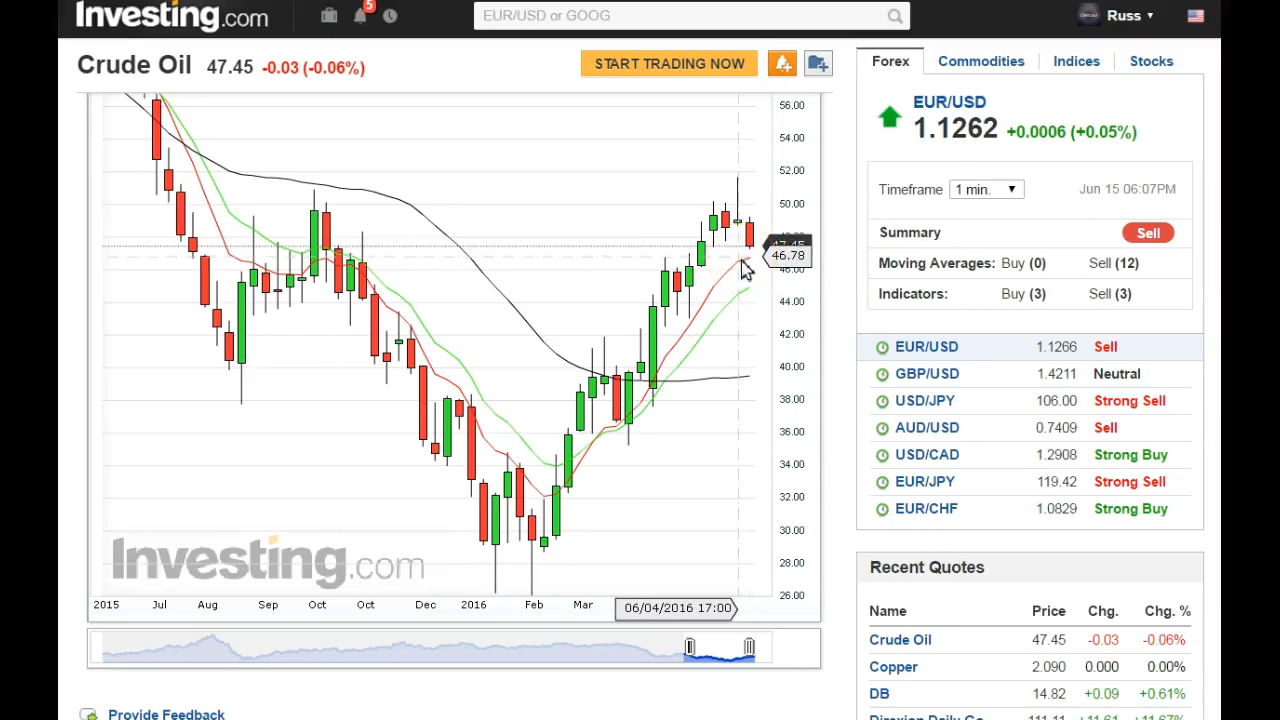 Investing.com
5
EUR/USD or GOOG
Russ
Crude Oil 47.45 -0.03 (-0.06%)
START TRADING NOW
Forex Commodities Indices Stocks
EUR/USD
1.1262 +0.0006 (+0.05%)
Timeframe 1 min. Jun 15 06:07PM
Summary Sell
Moving Averages: Buy (0) Sell (12)
Indicators: Buy (3) Sell (3)
EUR/USD 1.1266 Sell
GBP/USD 1.4211 Neutral
USD/JPY 106.00 Strong Sell
AUD/USD 0.7409 Sell
USD/CAD 1.2908 Strong Buy
EUR/JPY 119.42 Strong Sell
EUR/CHF 1.0829 Strong Buy
Recent Quotes
Name Price Chg. Chg. %
Crude Oil 47.45 -0.03 -0.06%
Copper 2.090 0.000 0.00%
DB 14.82 +0.09 +0.61%
56.00
54.00
52.00
50.00
46.78
44.00
42.00
40.00
38.00
36.00
34.00
32.00
30.00
28.00
26.00
Investing.com
2015 Jul Aug Sep Oct Oct Dec 2016 Feb Mar 06/04/2016 17:00
Provide Feedback